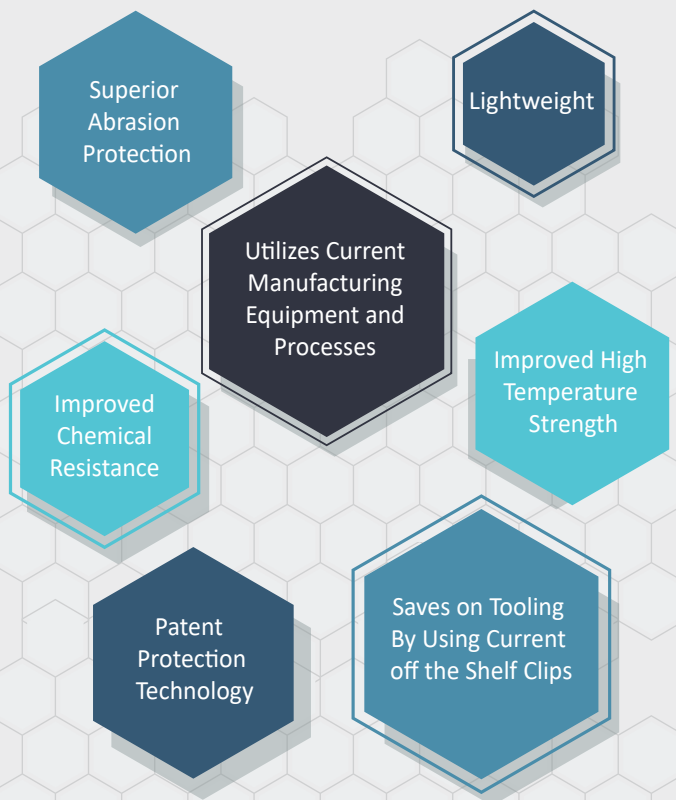 Superior
Abrasion
Protection
Lightweight
Utilizes Current
Manufacturing
Equipment and
Processes
Improved High
Temperature
Strength
Improved
Chemical
Resistance
Patent
Protection
Technology
Saves on Tooling
By Using Current
off the Shelf Clips